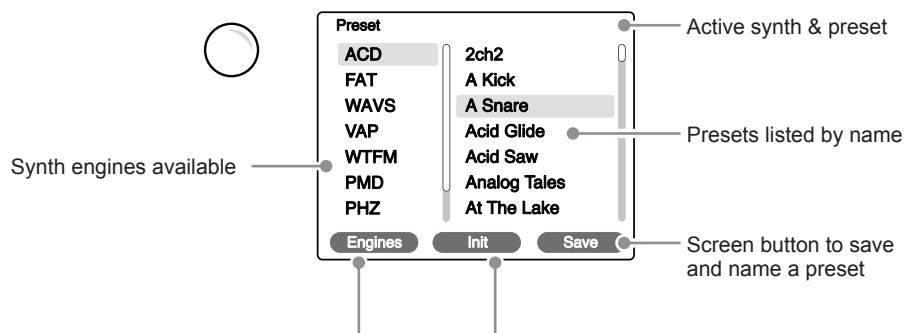 Preset
Active synth & preset
ACD
2ch2
FAT
A Kick
WAVS
A Snare
VAP
Acid Glide
Presets listed by name
WTFM
Acid Saw
Synth engines available
PMD
Analog Tales
PHZ
At The Lake
Engines
Init
Save
Screen button to save
and name a preset